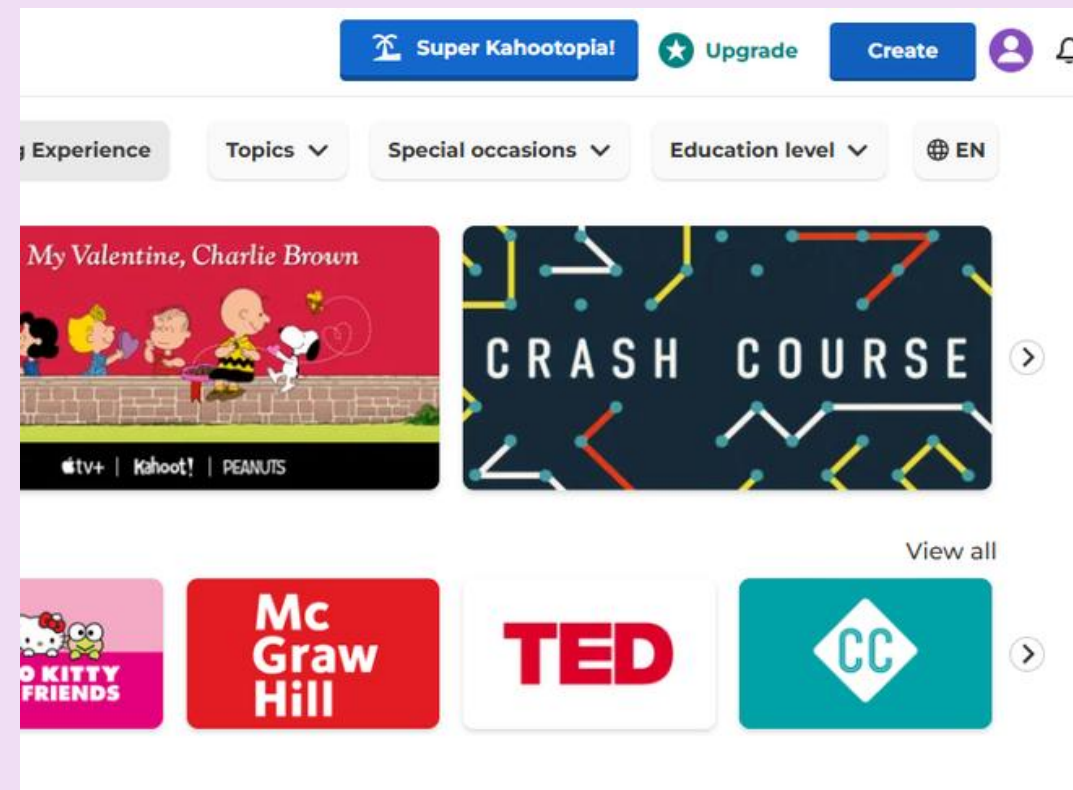 Super Kahootopia! Upgrade Create
g Experience Topics Special occasions Education level EN
My Valentine, Charlie Brown
tv+ | Kahoot! | PEANUTS
CRASH COURSE
View all
O KITTY
FRIENDS
Mc
Graw
Hill
TED
CC